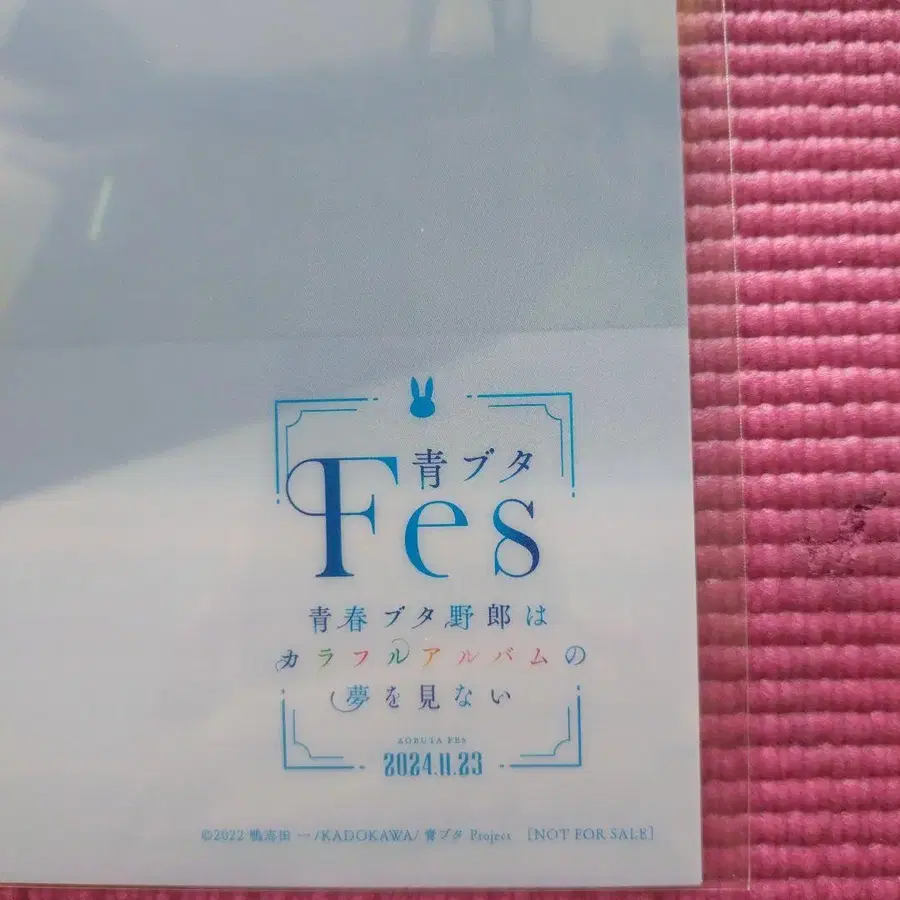 青ブタ
Fes
青春ブタ野郎は
カラフルアルバムの
夢を見ない
AOBUTA FES
2024.11.23
©2022 鴨志田 一/KADOKAWA/青ブタ Project [NOT FOR SALE]